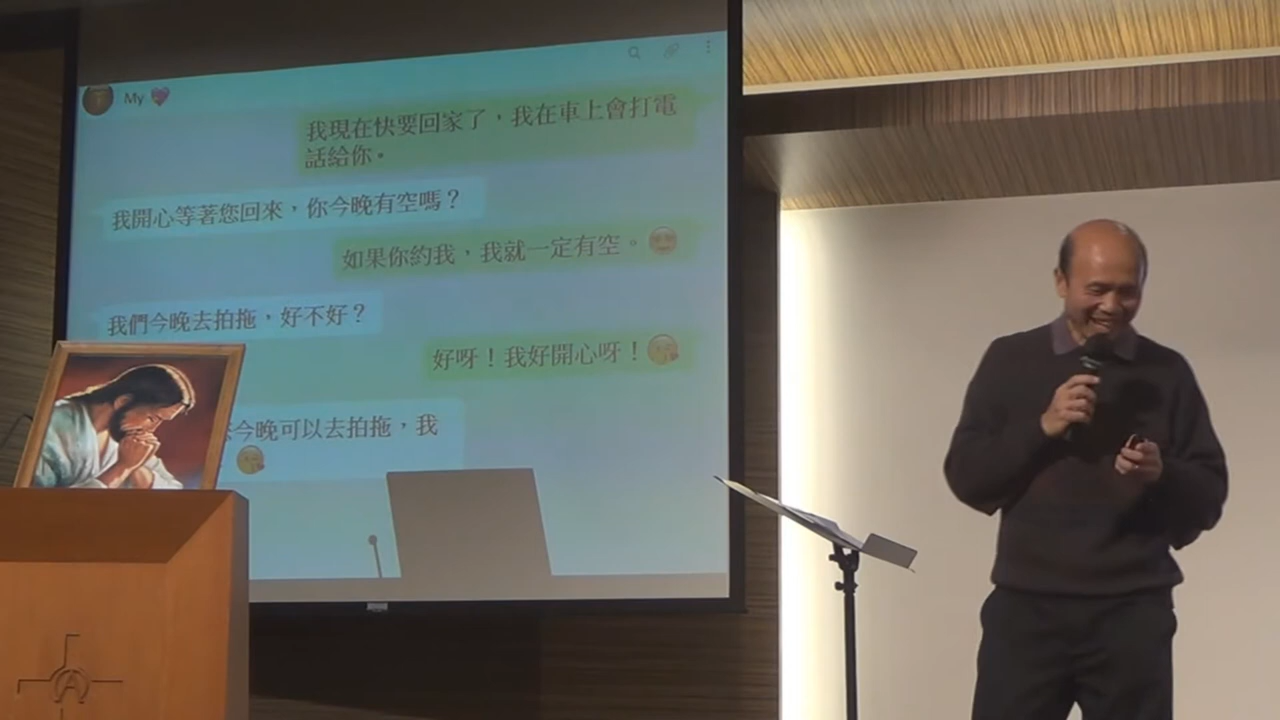 My
我現在快要回家了，我在車上會打電
話給你。
我開心等著您回來，你今晚有空嗎？
如果你約我，我就一定有空。
我們今晚去拍拖，好不好？
好呀！我好開心呀！
今晚可以去拍拖，我